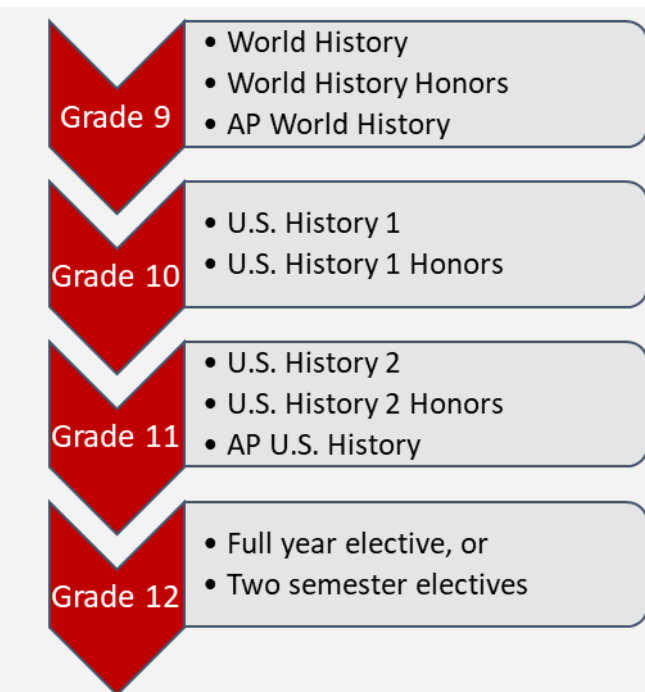 Grade 9
• World History
• World History Honors
• AP World History
Grade 10
• U.S. History 1
• U.S. History 1 Honors
Grade 11
• U.S. History 2
• U.S. History 2 Honors
• AP U.S. History
Grade 12
• Full year elective, or
• Two semester electives